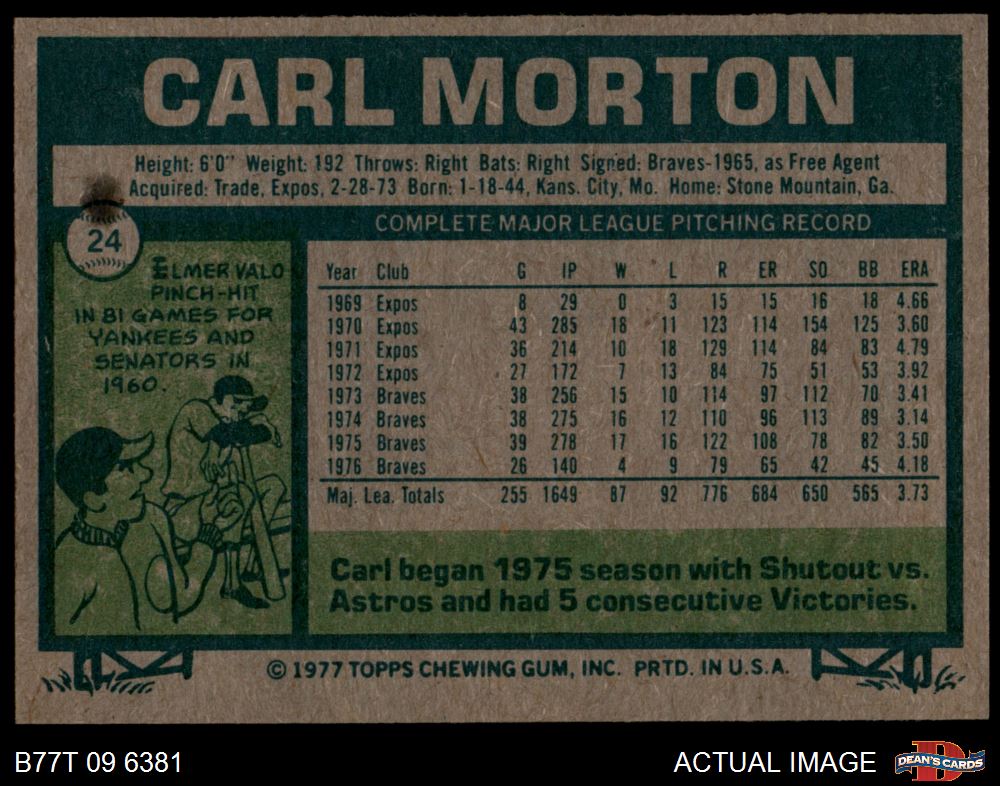 CARL MORTON
Height: 6'0" Weight: 192 Throws: Right Bats: Right Signed: Braves-1965, as Free Agent
Acquired: Trade, Expos, 2-28-73 Born: 1-18-44, Kans. City, Mo. Home: Stone Mountain, Ga.
24
ELMER VALO
PINCH-HIT
IN 81 GAMES FOR
YANKEES AND
SENATORS IN
1960.
COMPLETE MAJOR LEAGUE PITCHING RECORD
Year Club G IP W L R ER SO BB ERA
1969 Expos 8 29 0 3 15 15 16 18 4.66
1970 Expos 43 285 18 11 123 114 154 125 3.60
1971 Expos 36 214 10 18 129 114 84 83 4.79
1972 Expos 27 172 7 13 84 75 51 53 3.92
1973 Braves 38 256 15 10 114 97 112 70 3.41
1974 Braves 38 275 16 12 110 96 113 89 3.14
1975 Braves 39 278 17 16 122 108 78 82 3.50
1976 Braves 26 140 4 9 79 65 42 45 4.18
Maj. Lea. Totals 255 1649 87 92 776 684 650 565 3.73
Carl began 1975 season with Shutout vs.
Astros and had 5 consecutive Victories.
© 1977 TOPPS CHEWING GUM, INC. PRTD. IN U.S.A.
B77T 09 6381
ACTUAL IMAGE
D
DEAN'S CARDS